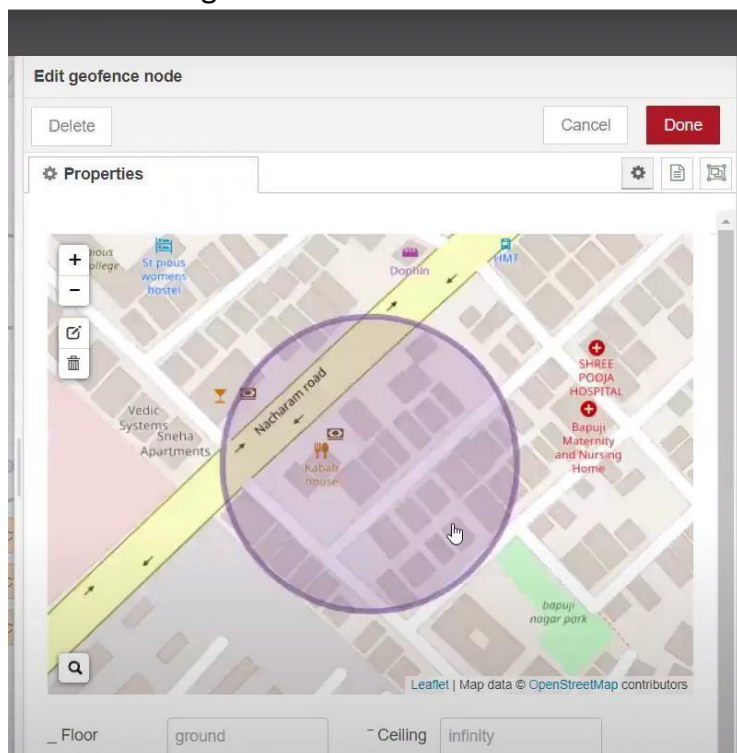 Edit geofence node
Delete
Cancel
Done
Properties
+
−
St pious
womens
hostel
Dophin
HMT
Nacharam road
SHREE
POOJA
HOSPITAL
Bapuji
Maternity
and Nursing
Home
Vedic
Systems
Sneha
Apartments
Kabab
house
bapuji
nagar park
Leaflet | Map data © OpenStreetMap contributors
Floor
ground
Ceiling
infinity